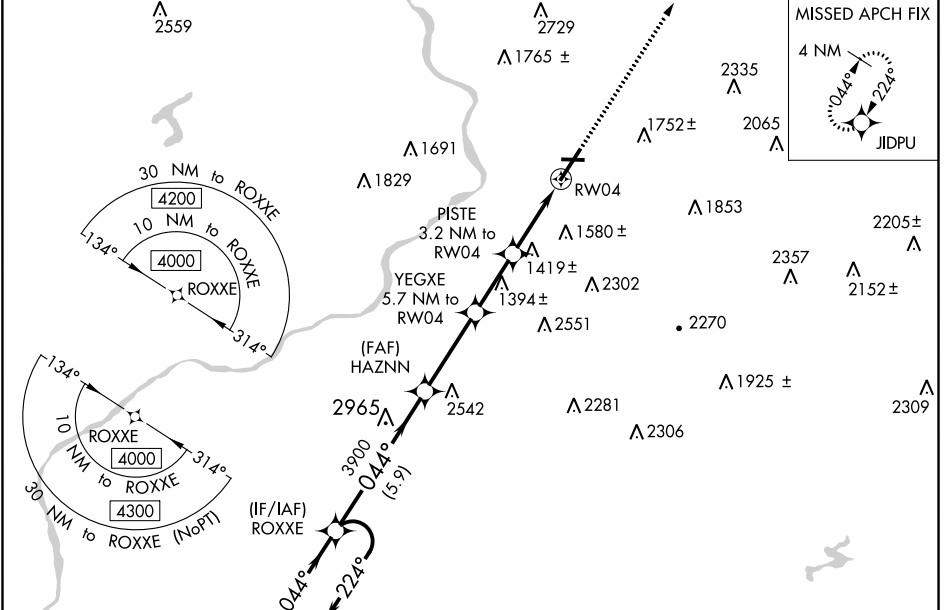 2559
2729
1765 ±
MISSED APCH FIX
4 NM
044°
224°
JIDPU
2335
1752±
2065
1691
1829
RW04
30 NM to ROXXE
4200
10 NM to ROXXE
4000
134°
ROXXE
314°
PISTE
3.2 NM to
RW04
1853
1580 ±
2205±
1419±
2357
2152±
YEGXE
5.7 NM to
RW04
1394±
2302
2551
2270
(FAF)
HAZNN
134°
ROXXE
314°
4000
10 NM to ROXXE
4300
30 NM to ROXXE (NoPT)
2965
2542
1925 ±
2281
2309
2306
3900
044°
(5.9)
(IF/IAF)
ROXXE
044°
224°